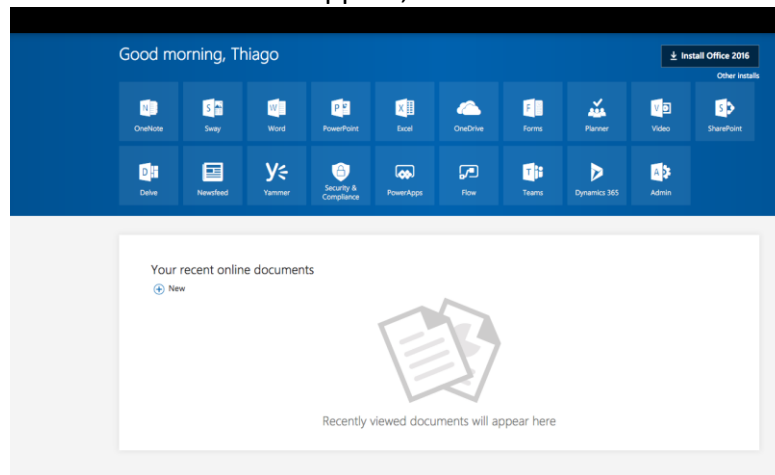 Good morning, Thiago
Install Office 2016
Other installs
OneNote Sway Word PowerPoint Excel OneDrive Forms Planner Video SharePoint
Delve Newsfeed Yammer Security & Compliance PowerApps Flow Teams Dynamics 365 Admin
Your recent online documents
New
Recently viewed documents will appear here